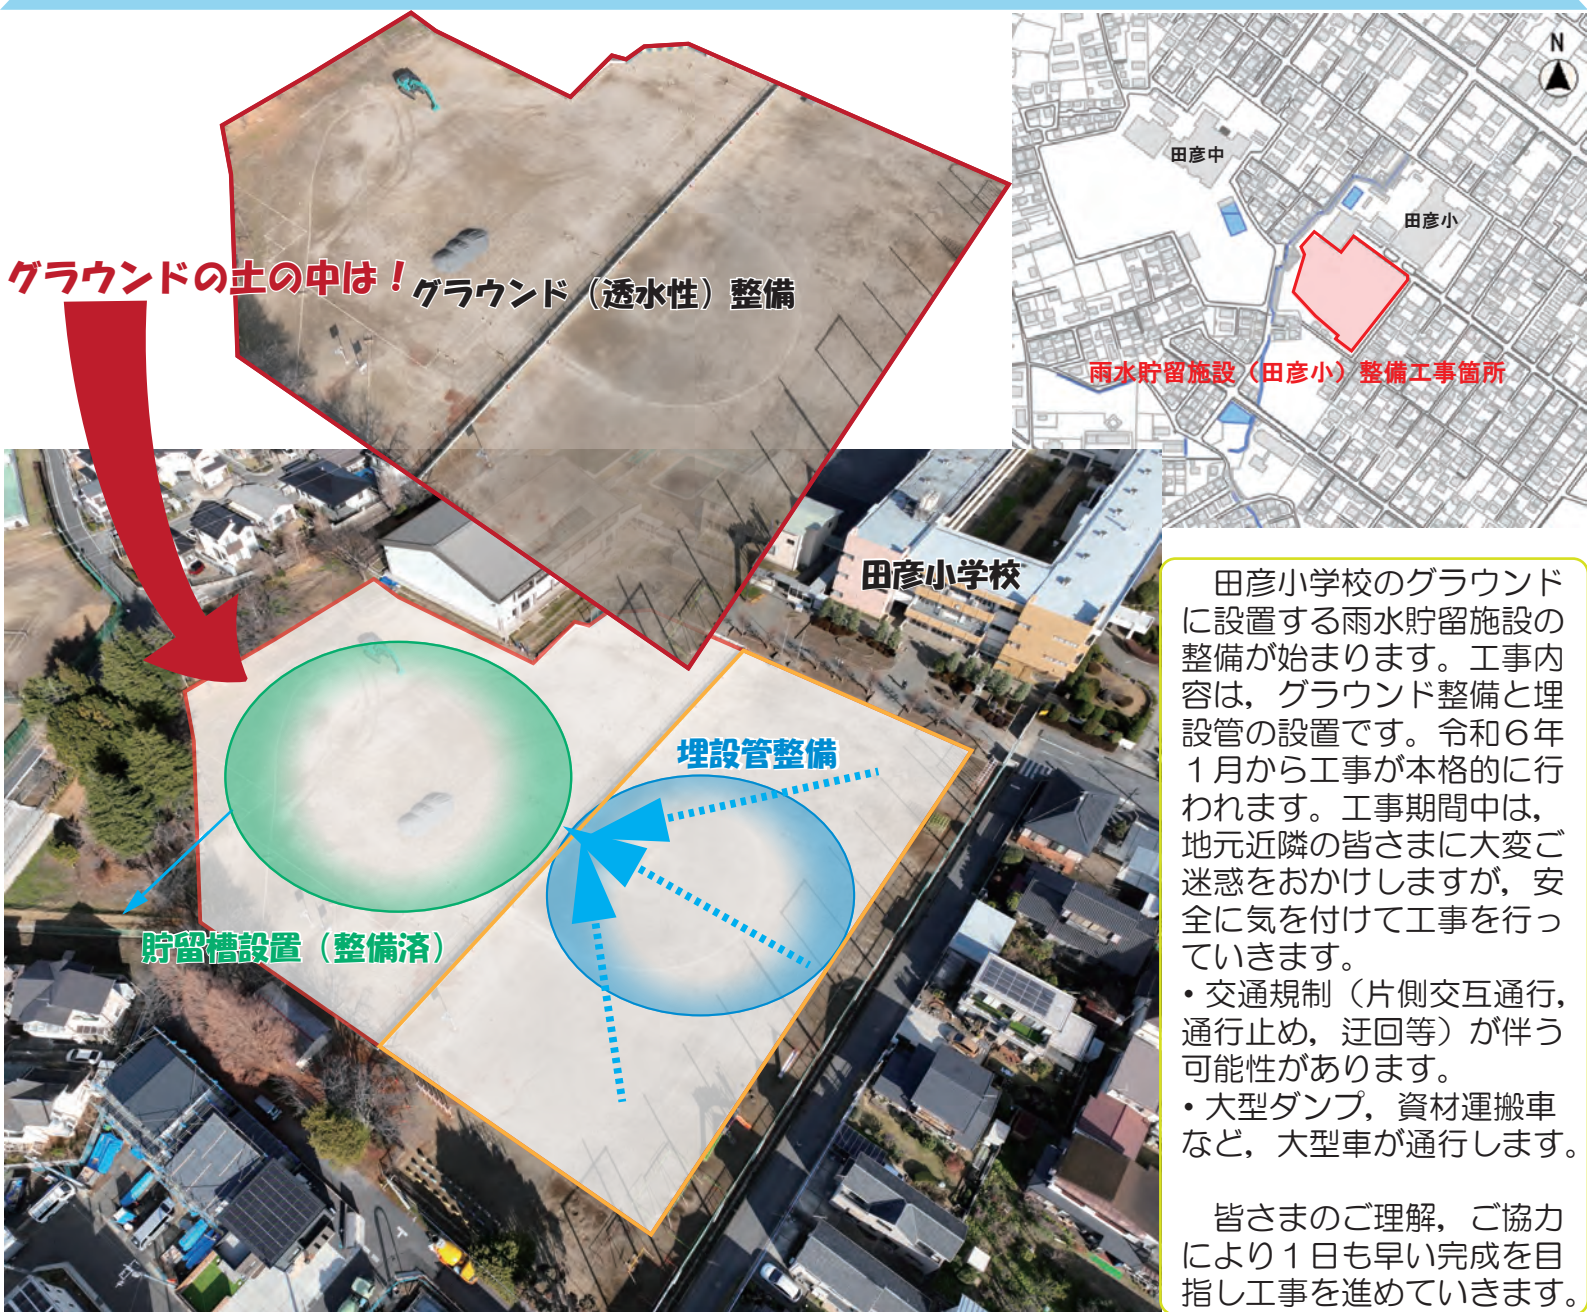 N
田彦中
田彦小
雨水貯留施設（田彦小）整備工事箇所
グラウンドの土の中は！
グラウンド（透水性）整備
田彦小学校
埋設管整備
貯留槽設置（整備済）
田彦小学校のグラウンド
に設置する雨水貯留施設の
整備が始まります。工事内
容は，グラウンド整備と埋
設管の設置です。令和６年
１月から工事が本格的に行
われます。工事期間中は，
地元近隣の皆さまに大変ご
迷惑をおかけしますが，安
全に気を付けて工事を行っ
ていきます。
・交通規制（片側交互通行，
通行止め，迂回等）が伴う
可能性があります。
・大型ダンプ，資材運搬車
など，大型車が通行します。
皆さまのご理解，ご協力
により１日も早い完成を目
指し工事を進めていきます。